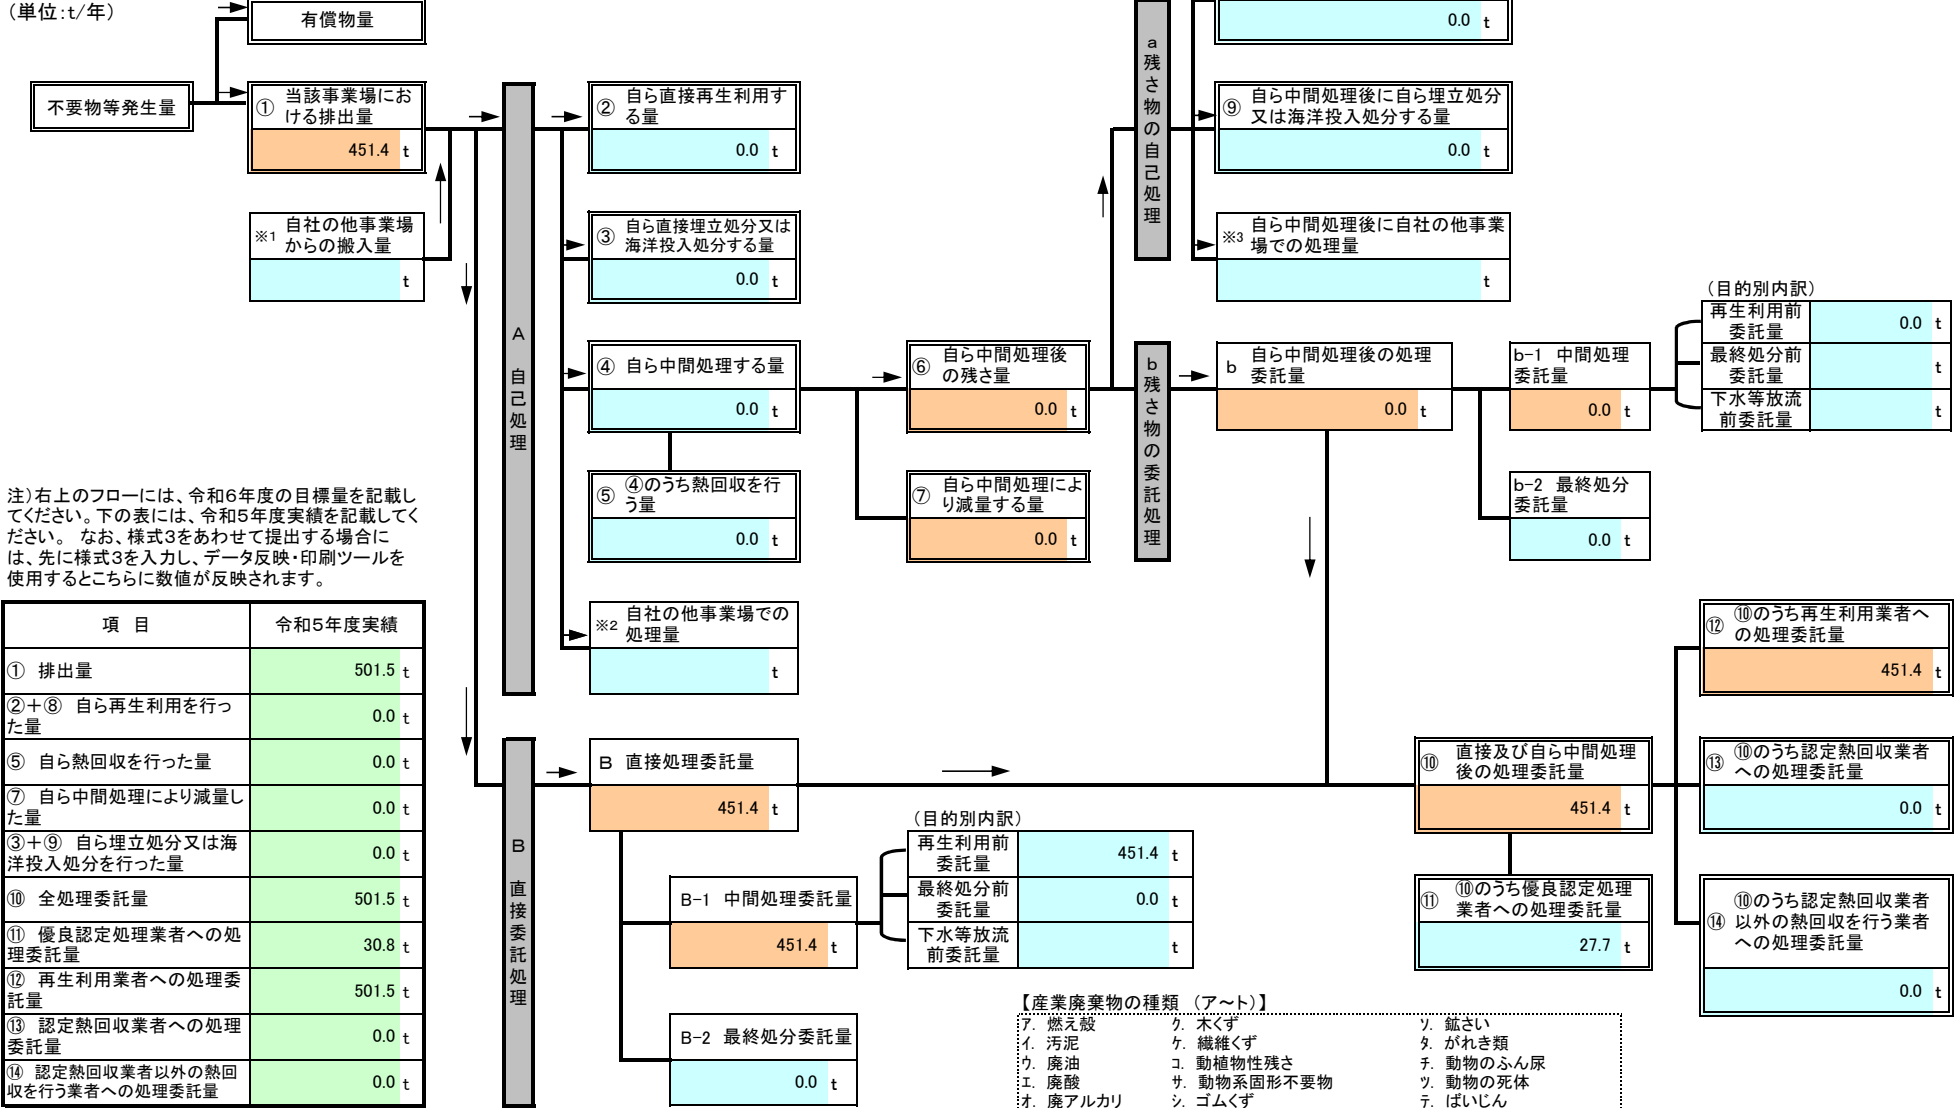 （単位:t/年）
有償物量
不要物等発生量
① 当該事業場にお
ける排出量
451.4 t
※1 自社の他事業場
からの搬入量
t
A 自己処理
② 自ら直接再生利用す
る量
0.0 t
③ 自ら直接埋立処分又は
海洋投入処分する量
0.0 t
④ 自ら中間処理する量
0.0 t
⑤ ④のうち熱回収を行
う量
0.0 t
※2 自社の他事業場での
処理量
t
⑥ 自ら中間処理後
の残さ量
0.0 t
⑦ 自ら中間処理によ
り減量する量
0.0 t
a残さ物の自己処理
0.0 t
⑨ 自ら中間処理後に自ら埋立処分
又は海洋投入処分する量
0.0 t
※3 自ら中間処理後に自社の他事業
場での処理量
t
b残さ物の委託処理
b 自ら中間処理後の処理
委託量
0.0 t
b-1 中間処理
委託量
0.0 t
（目的別内訳）
再生利用前
委託量
0.0 t
最終処分前
委託量
t
下水等放流
前委託量
t
b-2 最終処分
委託量
0.0 t
注）右上のフローには、令和６年度の目標量を記載し
てください。下の表には、令和５年度実績を記載してく
ださい。 なお、様式３をあわせて提出する場合に
は、先に様式３を入力し、データ反映・印刷ツールを
使用するとこちらに数値が反映されます。
項 目 令和５年度実績
① 排出量 501.5 t
②＋⑧ 自ら再生利用を行っ
た量
0.0 t
⑤ 自ら熱回収を行った量 0.0 t
⑦ 自ら中間処理により減量し
た量
0.0 t
③＋⑨ 自ら埋立処分又は海
洋投入処分を行った量
0.0 t
⑩ 全処理委託量 501.5 t
⑪ 優良認定処理業者への処
理委託量
30.8 t
⑫ 再生利用業者への処理委
託量
501.5 t
⑬ 認定熱回収業者への処理
委託量
0.0 t
⑭ 認定熱回収業者以外の熱回
収を行う業者への処理委託量
0.0 t
B 直接委託処理
B 直接処理委託量
451.4 t
B-1 中間処理委託量
451.4 t
（目的別内訳）
再生利用前
委託量
451.4 t
最終処分前
委託量
0.0 t
下水等放流
前委託量
t
B-2 最終処分委託量
0.0 t
⑩ 直接及び自ら中間処理
後の処理委託量
451.4 t
⑪ ⑩のうち優良認定処理
業者への処理委託量
27.7 t
⑫ ⑩のうち再生利用業者へ
の処理委託量
451.4 t
⑬ ⑩のうち認定熱回収業者
への処理委託量
0.0 t
⑭ ⑩のうち認定熱回収業者
以外の熱回収を行う業者
への処理委託量
0.0 t
【産業廃棄物の種類 （ア～ト）】
ア. 燃え殻 ク. 木くず ソ. 鉱さい
イ. 汚泥 ケ. 繊維くず タ. がれき類
ウ. 廃油 コ. 動植物性残さ チ. 動物のふん尿
エ. 廃酸 サ. 動物系固形不要物 ツ. 動物の死体
オ. 廃アルカリ シ. ゴムくず テ. ばいじん